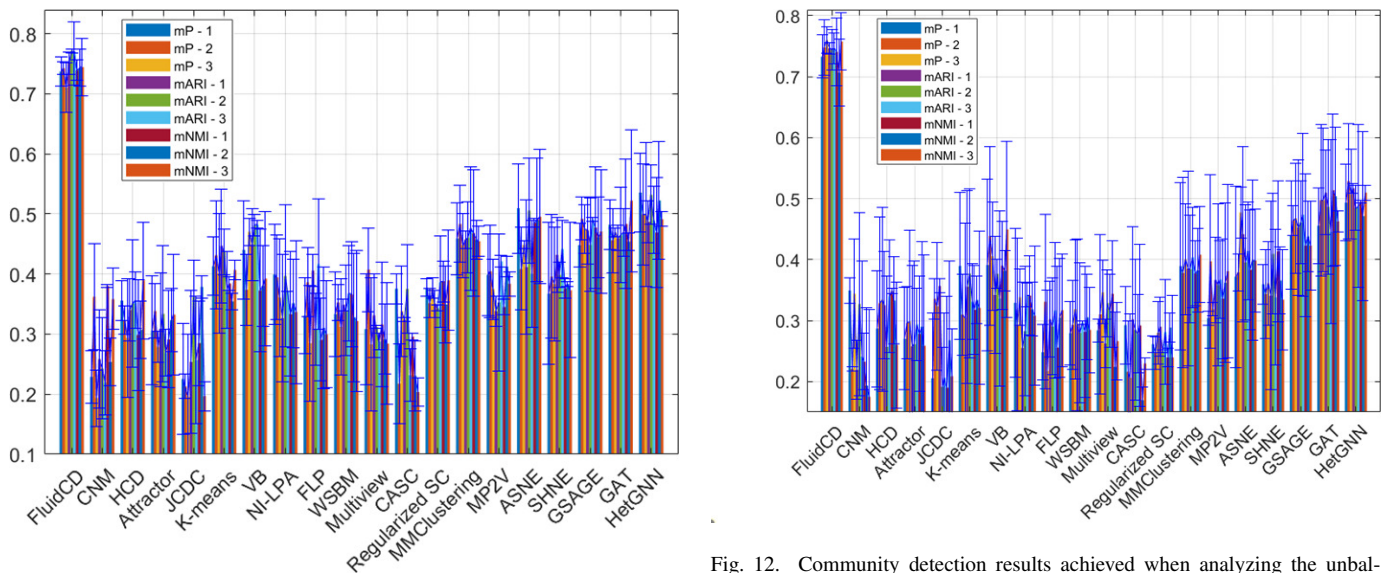 0.8
0.7
0.6
0.5
0.4
0.3
0.2
0.1
mP - 1
mP - 2
mP - 3
mARI - 1
mARI - 2
mARI - 3
mNMI - 1
mNMI - 2
mNMI - 3
FluidCD
CNM
HCD
Attractor
JCDC
K-means
VB
NI-LPA
FLP
WSBM
Multiview
CASC
Regularized SC
MMClustering
MP2V
ASNE
SHNE
GSAGE
GAT
HetGNN
0.8
0.7
0.6
0.5
0.4
0.3
0.2
mP - 1
mP - 2
mP - 3
mARI - 1
mARI - 2
mARI - 3
mNMI - 1
mNMI - 2
mNMI - 3
FluidCD
CNM
HCD
Attractor
JCDC
K-means
VB
NI-LPA
FLP
WSBM
Multiview
CASC
Regularized SC
MMClustering
MP2V
ASNE
SHNE
GSAGE
GAT
HetGNN
Fig. 12. Community detection results achieved when analyzing the unbal-